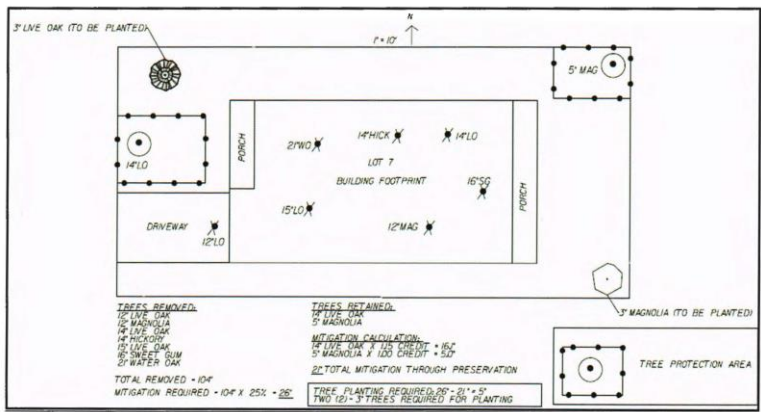 3" LIVE OAK (TO BE PLANTED)
N
1" = 10'
5" MAG
14" LO
PORCH
21" WO
14" HICK
14" LO
LOT 7
BUILDING FOOTPRINT
16" SG
PORCH
15" LO
12" MAG
DRIVEWAY
12" LO
3" MAGNOLIA (TO BE PLANTED)
TREES REMOVED:
12" LIVE OAK
12" MAGNOLIA
14" LIVE OAK
14" HICKORY
15" LIVE OAK
16" SWEET GUM
21" WATER OAK
TOTAL REMOVED = 104"
MITIGATION REQUIRED = 104" X 25% = 26"
TREES RETAINED:
14" LIVE OAK
5" MAGNOLIA
MITIGATION CALCULATION:
14" LIVE OAK X 1.15 CREDIT = 16.1"
5" MAGNOLIA X 1.00 CREDIT = 5.0"
21" TOTAL MITIGATION THROUGH PRESERVATION
TREE PLANTING REQUIRED: 26" - 21" = 5"
TWO (2) - 3" TREES REQUIRED FOR PLANTING
TREE PROTECTION AREA